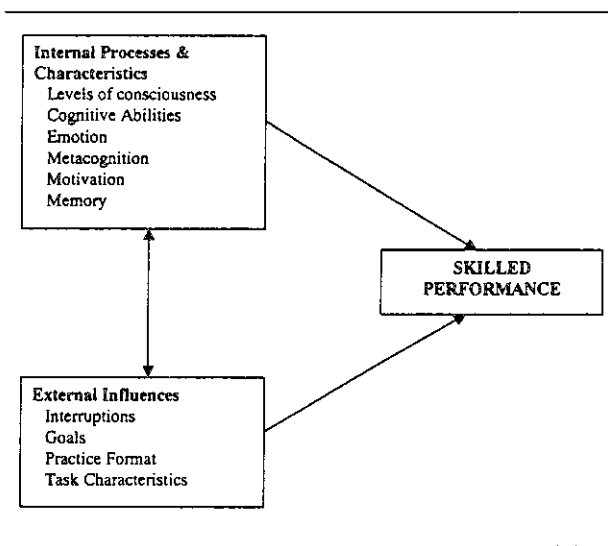 Internal Processes &
Characteristics
Levels of consciousness
Cognitive Abilities
Emotion
Metacognition
Motivation
Memory
SKILLED
PERFORMANCE
External Influences
Interruptions
Goals
Practice Format
Task Characteristics